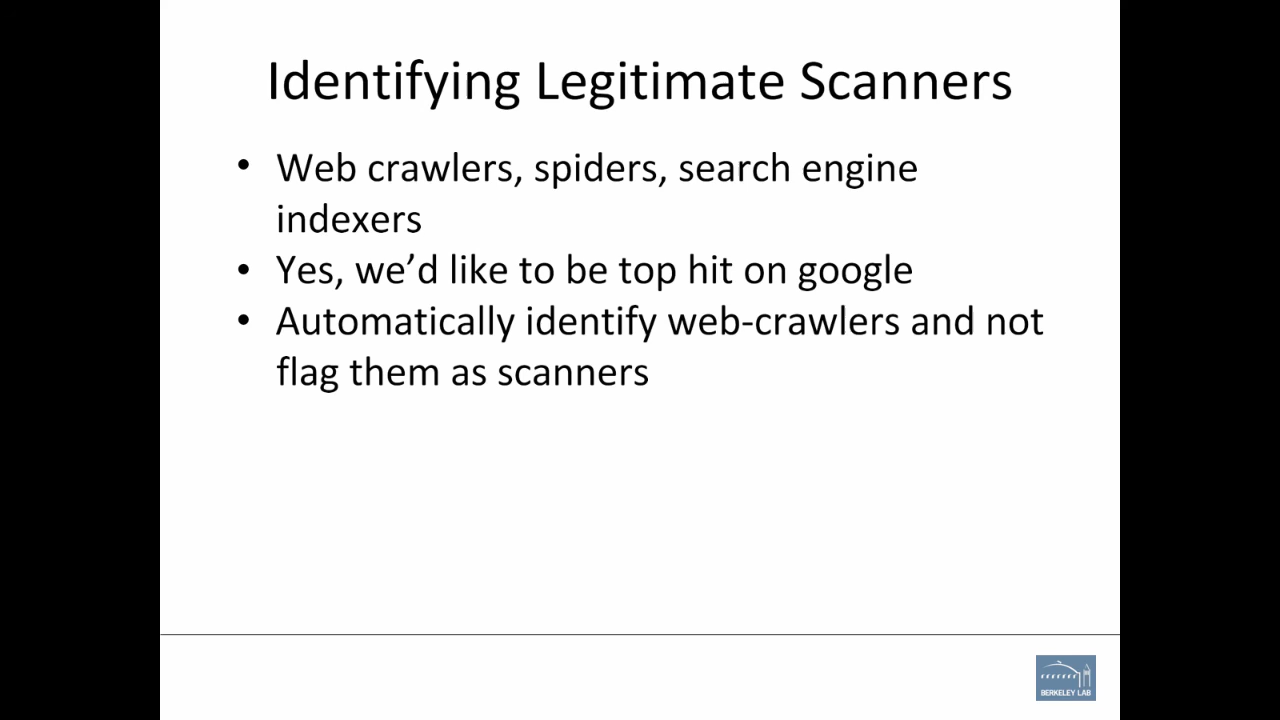 Identifying Legitimate Scanners
• Web crawlers, spiders, search engine
indexers
• Yes, we’d like to be top hit on google
• Automatically identify web-crawlers and not
flag them as scanners
BERKELEY LAB